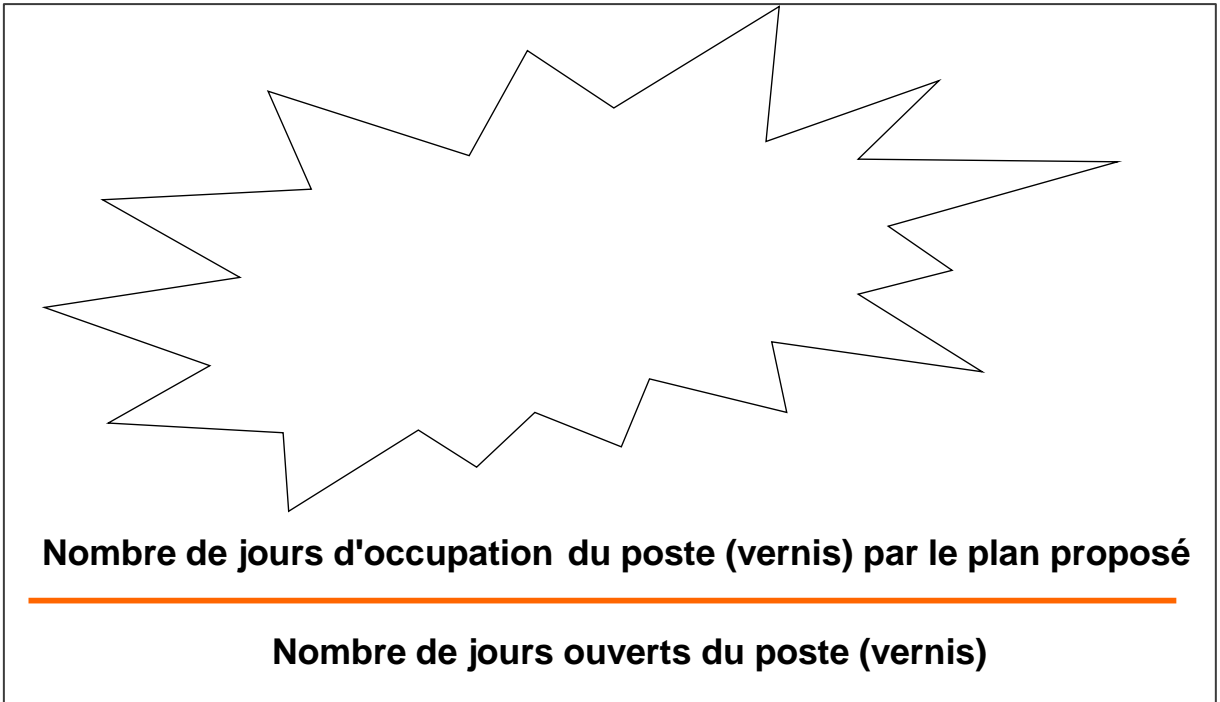 Nombre de jours d'occupation du poste (vernis) par le plan proposé
Nombre de jours ouverts du poste (vernis)